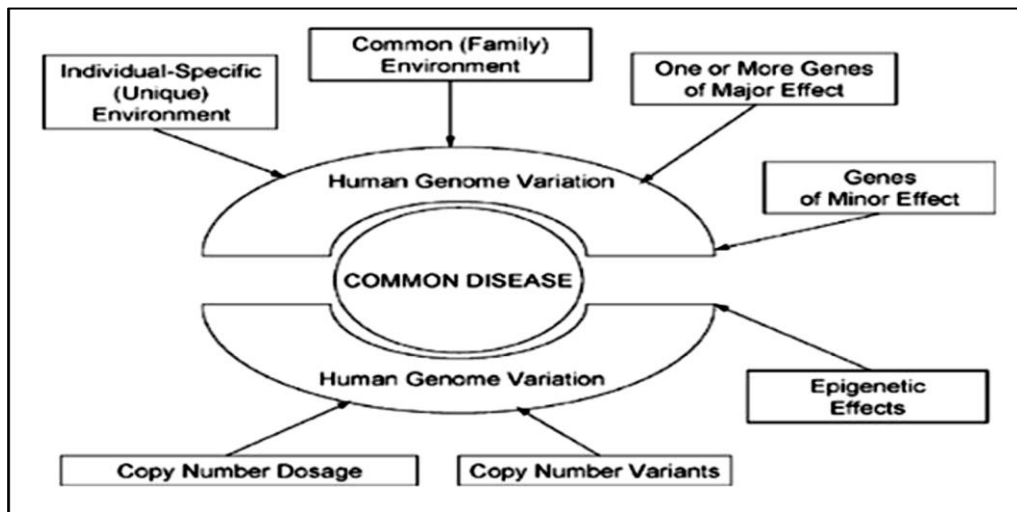 Common (Family)
Environment
Individual-Specific
(Unique)
Environment
One or More Genes
of Major Effect
Human Genome Variation
Genes
of Minor Effect
COMMON DISEASE
Human Genome Variation
Epigenetic
Effects
Copy Number Dosage
Copy Number Variants